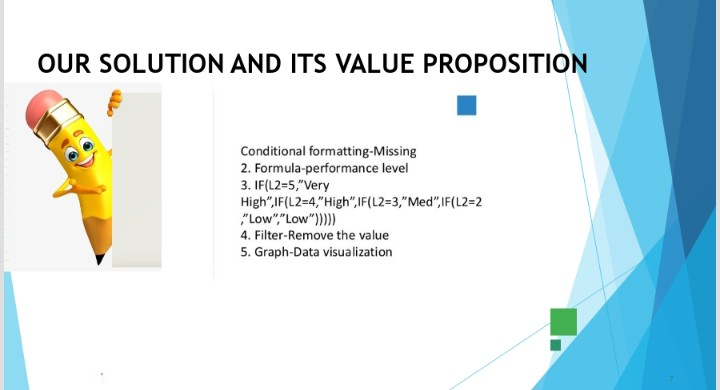 OUR SOLUTION AND ITS VALUE PROPOSITION
Conditional formatting-Missing
2. Formula-performance level
3. IF(L2=5,”Very
High”,IF(L2=4,”High”,IF(L2=3,”Med”,IF(L2=2
,”Low”,”Low”)))))
4. Filter-Remove the value
5. Graph-Data visualization
7